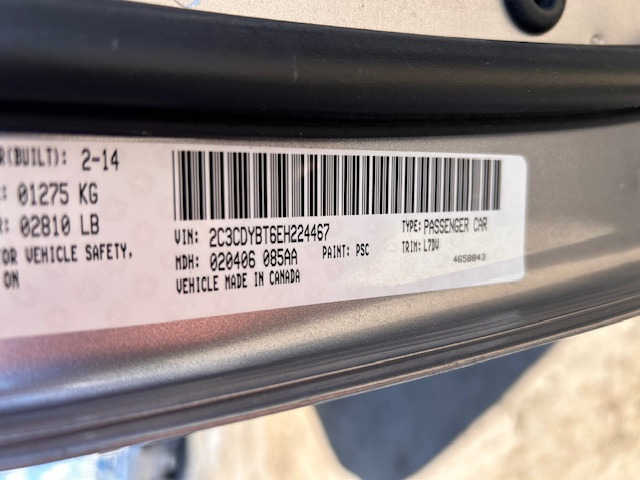 R(BUILT): 2-14
: 01275 KG
R: 02810 LB
OR VEHICLE SAFETY,
ON
VIN: 2C3CDYBT6EH224467
TYPE: PASSENGER CAR
MDH: 020406 085AA PAINT: PSC
TRIM: L7DV
VEHICLE MADE IN CANADA
4658843